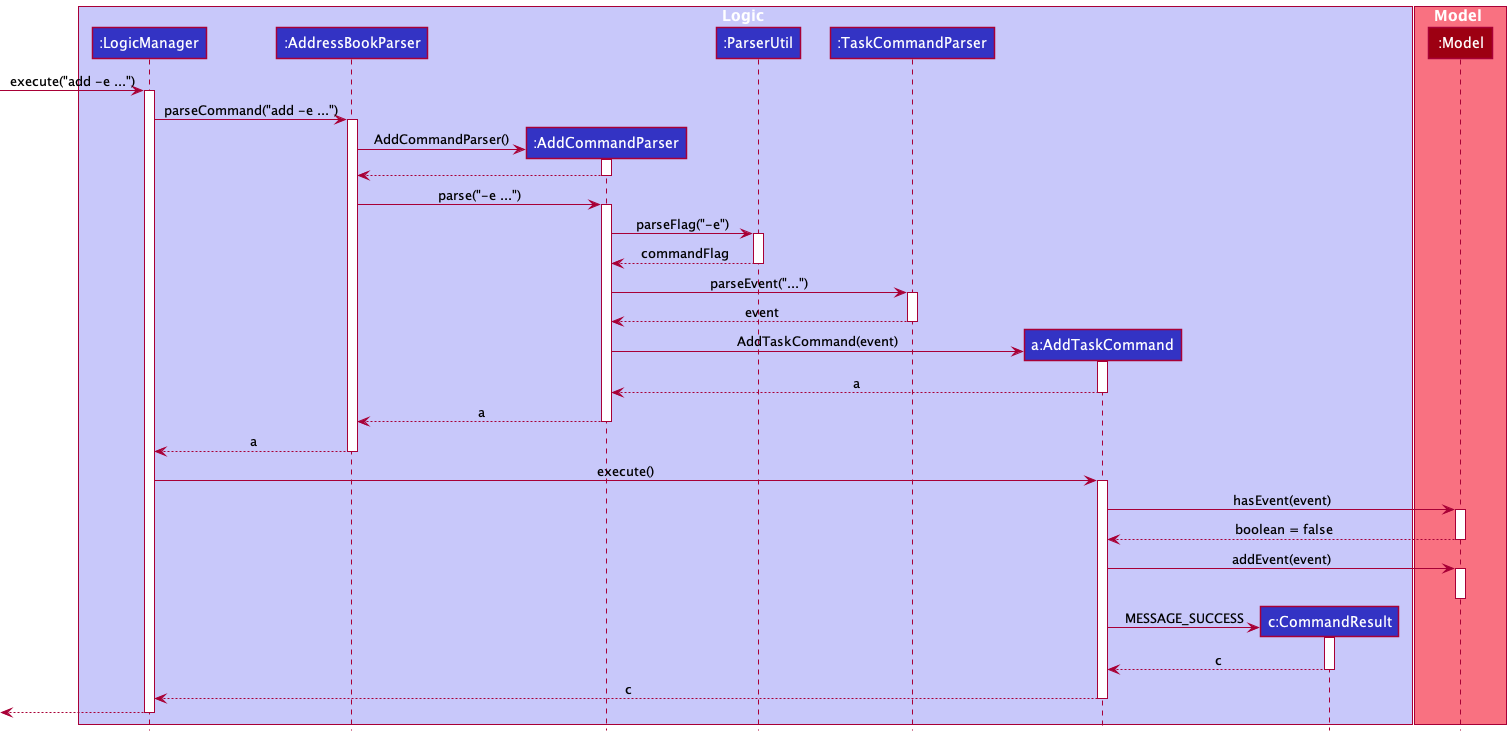 Logic
Model
:LogicManager
:AddressBookParser
:ParserUtil
:TaskCommandParser
:Model
execute("add -e ...")
parseCommand("add -e ...")
AddCommandParser()
:AddCommandParser
parse("-e ...")
parseFlag("-e")
commandFlag
parseEvent("...")
event
AddTaskCommand(event)
a:AddTaskCommand
a
a
a
execute()
hasEvent(event)
boolean = false
addEvent(event)
MESSAGE_SUCCESS
c:CommandResult
c
c